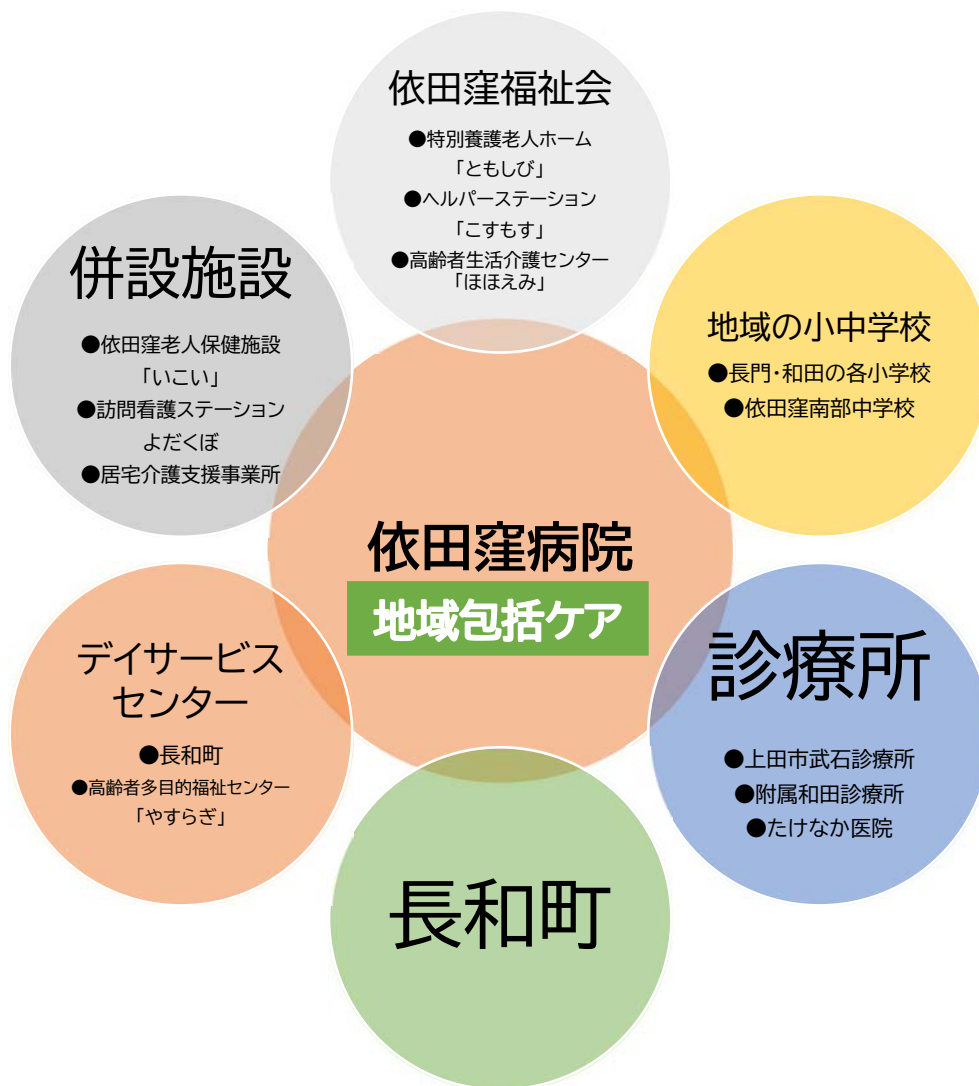 依田窪福祉会
●特別養護老人ホーム
「ともしび」
●ヘルパーステーション
「こすもす」
●高齢者生活介護センター
「ほほえみ」
併設施設
●依田窪老人保健施設
「いこい」
●訪問看護ステーション
よだくぼ
●居宅介護支援事業所
地域の小中学校
●長門・和田の各小学校
●依田窪南部中学校
依田窪病院
地域包括ケア
デイサービス
センター
●長和町
●高齢者多目的福祉センター
「やすらぎ」
診療所
●上田市武石診療所
●附属和田診療所
●たけなか医院
長和町